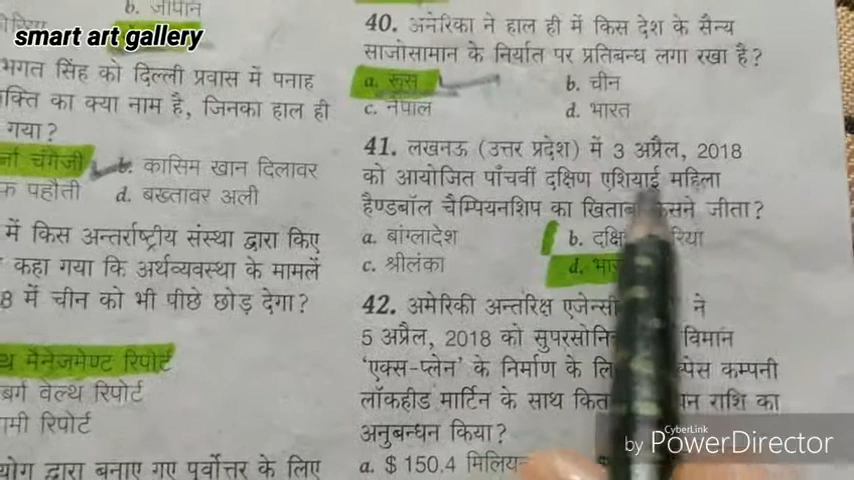 b. जापान
smart art gallery
भगत सिंह को दिल्ली प्रवास में पनाह
क्ति का क्या नाम है, जिनका हाल ही
गया?
चंगेजी b. कासिम खान दिलावर
d. बख्तावर अली
में किस अन्तर्राष्ट्रीय संस्था द्वारा किए
कहा गया कि अर्थव्यवस्था के मामलें
8 में चीन को भी पीछे छोड़ देगा?
थ मैनेजमेण्ट रिपोर्ट
बर्ग वेल्थ रिपोर्ट
गमी रिपोर्ट
योग द्वारा बनाए गए पूर्वोत्तर के लिए
40. अमेरिका ने हाल ही में किस देश के सैन्य
साजोसामान के निर्यात पर प्रतिबन्ध लगा रखा है?
a. रूस b. चीन
c. नेपाल d. भारत
41. लखनऊ (उत्तर प्रदेश) में 3 अप्रैल, 2018
को आयोजित पाँचवीं दक्षिण एशियाई महिला
हैण्डबॉल चैम्पियनशिप का खिताब किसने जीता?
a. बांग्लादेश b. दक्षि रिया
c. श्रीलंका d. भा
42. अमेरिकी अन्तरिक्ष एजेन्सी ने
5 अप्रैल, 2018 को सुपरसोनि विमान
'एक्स-प्लेन' के निर्माण के लि स्पेस कम्पनी
लॉकहीड मार्टिन के साथ कित राशि का
अनुबन्धन किया?
a. $ 150.4 मिलियन
CyberLink
by PowerDirector